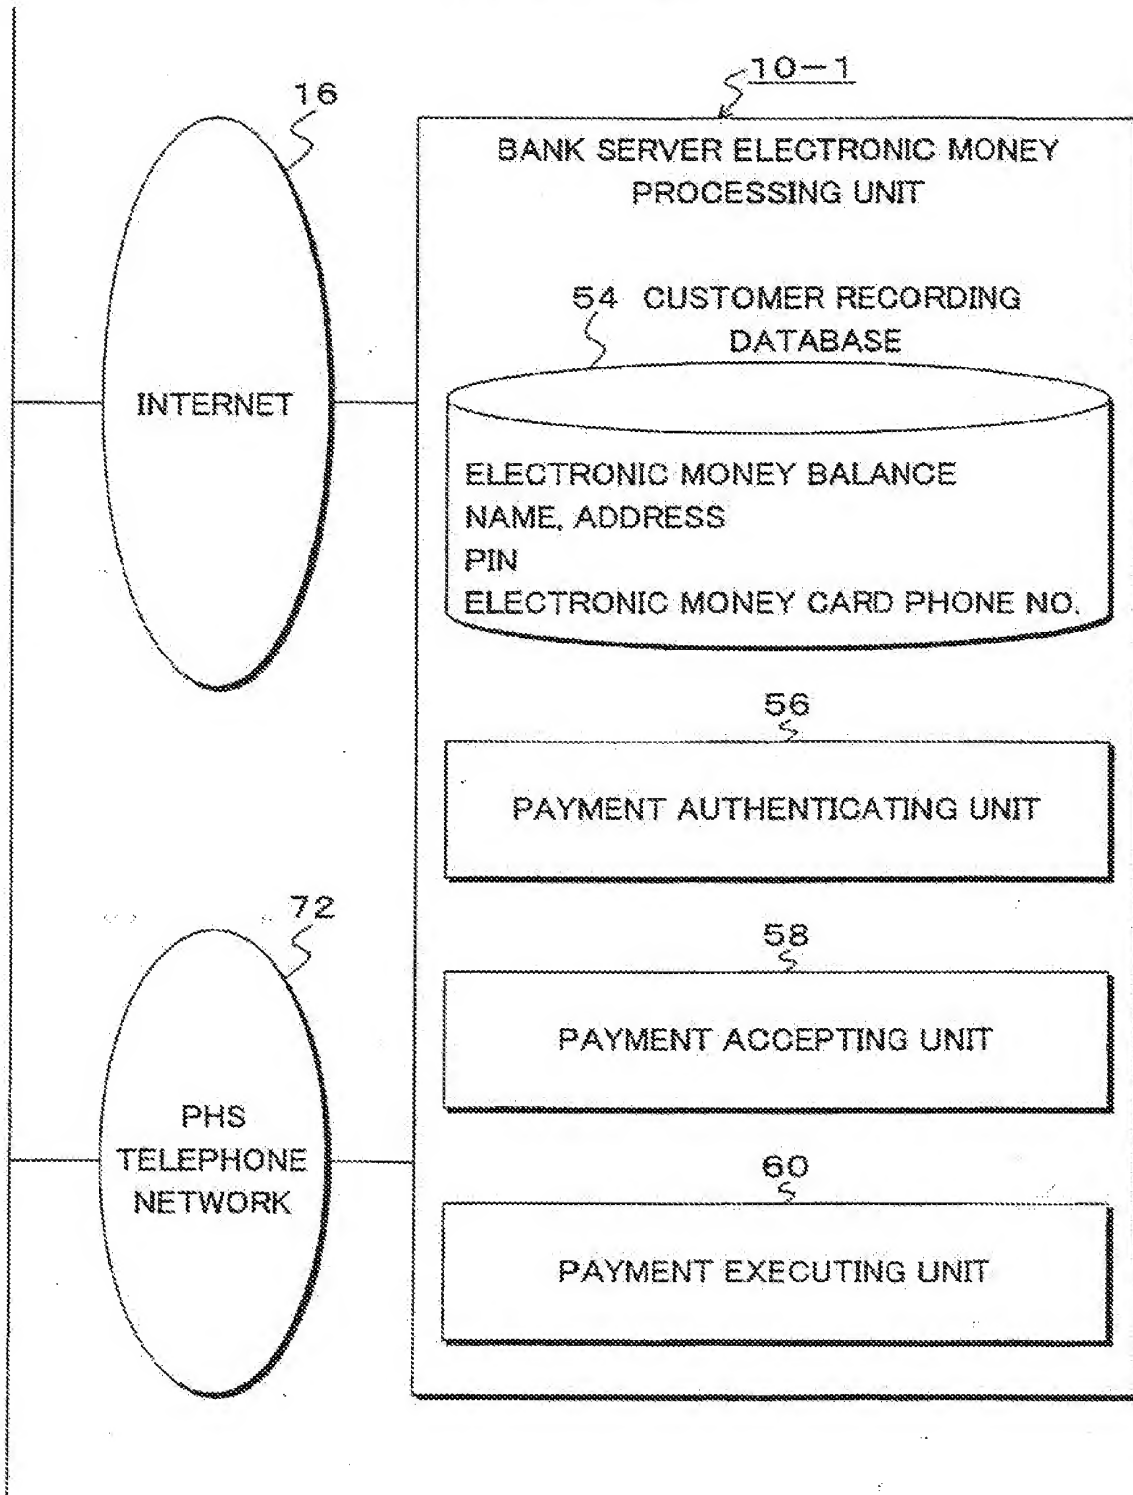 10-1
16
BANK SERVER ELECTRONIC MONEY
PROCESSING UNIT
54 CUSTOMER RECORDING
DATABASE
INTERNET
ELECTRONIC MONEY BALANCE
NAME, ADDRESS
PIN
ELECTRONIC MONEY CARD PHONE NO.
56
PAYMENT AUTHENTICATING UNIT
72
58
PAYMENT ACCEPTING UNIT
PHS
TELEPHONE
NETWORK
60
PAYMENT EXECUTING UNIT